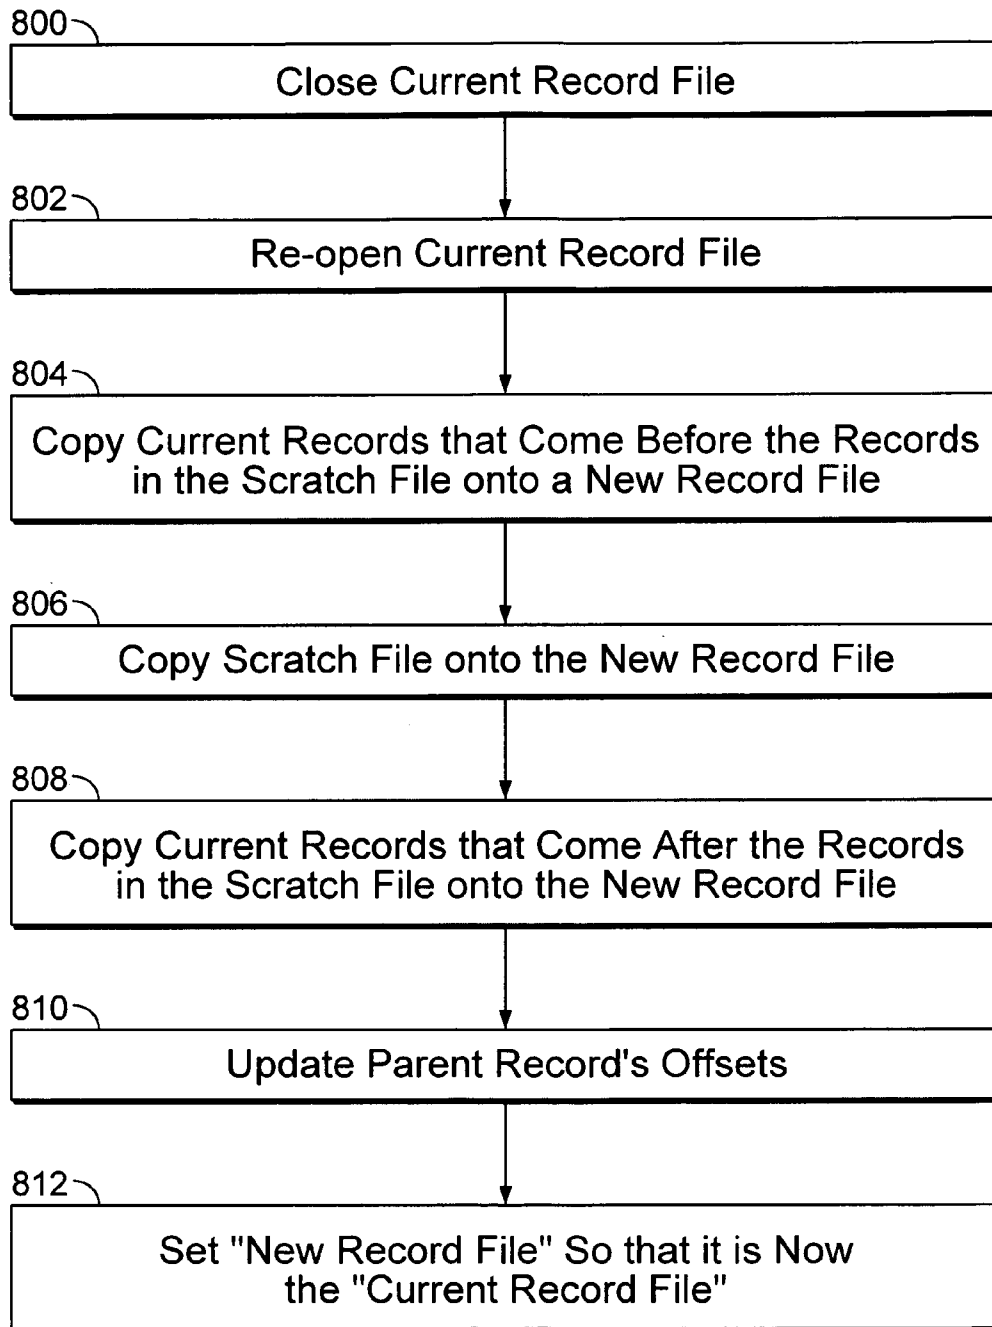 800
Close Current Record File
802
Re-open Current Record File
804
Copy Current Records that Come Before the Records
in the Scratch File onto a New Record File
806
Copy Scratch File onto the New Record File
808
Copy Current Records that Come After the Records
in the Scratch File onto the New Record File
810
Update Parent Record's Offsets
812
Set "New Record File" So that it is Now
the "Current Record File"